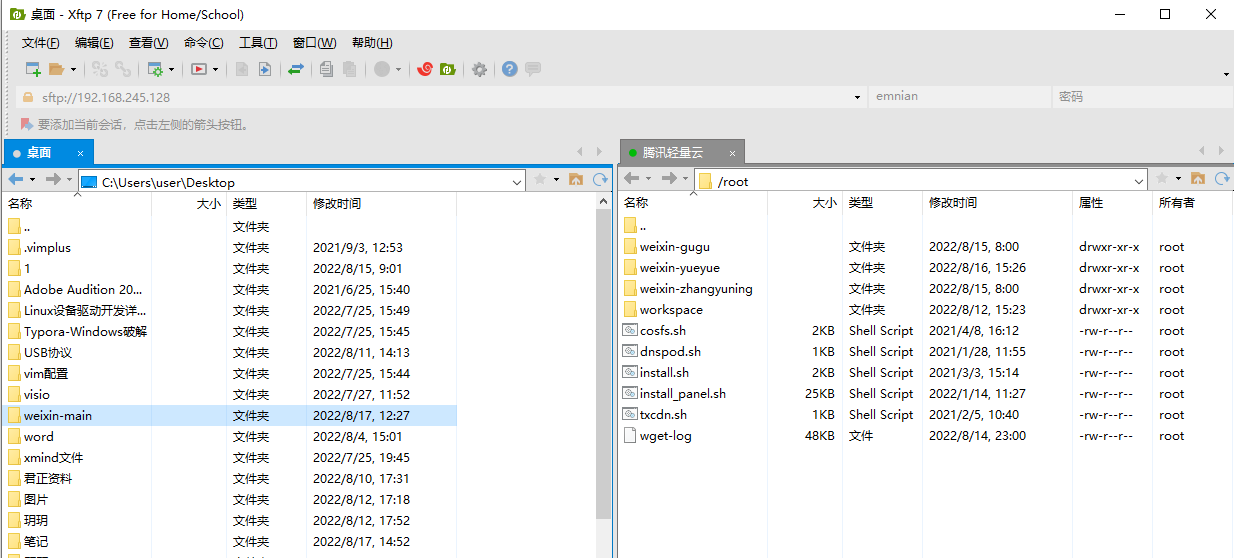 桌面 - Xftp 7 (Free for Home/School)
文件(F) 编辑(E) 查看(V) 命令(C) 工具(T) 窗口(W) 帮助(H)
sftp://192.168.245.128 emnian 密码
要添加当前会话，点击左侧的箭头按钮。
桌面 ×
C:\Users\user\Desktop
名称 大小 类型 修改时间
.. 文件夹
.vimplus 文件夹 2021/9/3, 12:53
1 文件夹 2022/8/15, 9:01
Adobe Audition 20... 文件夹 2021/6/25, 15:40
Linux设备驱动开发详... 文件夹 2022/7/25, 15:49
Typora-Windows破解 文件夹 2022/7/25, 15:45
USB协议 文件夹 2022/8/11, 14:13
vim配置 文件夹 2022/7/25, 15:44
visio 文件夹 2022/7/27, 11:52
weixin-main 文件夹 2022/8/17, 12:27
word 文件夹 2022/8/4, 15:01
xmind文件 文件夹 2022/7/25, 19:45
君正资料 文件夹 2022/8/10, 17:31
图片 文件夹 2022/8/12, 17:18
玥玥 文件夹 2022/8/12, 17:52
笔记 文件夹 2022/8/17, 14:52
腾讯轻量云 ×
/root
名称 大小 类型 修改时间 属性 所有者
..
weixin-gugu 文件夹 2022/8/15, 8:00 drwxr-xr-x root
weixin-yueyue 文件夹 2022/8/16, 15:26 drwxr-xr-x root
weixin-zhangyuning 文件夹 2022/8/15, 8:00 drwxr-xr-x root
workspace 文件夹 2022/8/12, 15:23 drwxr-xr-x root
cosfs.sh 2KB Shell Script 2021/4/8, 16:12 -rw-r--r-- root
dnspod.sh 1KB Shell Script 2021/1/28, 11:55 -rw-r--r-- root
install.sh 2KB Shell Script 2021/3/3, 15:14 -rw-r--r-- root
install_panel.sh 25KB Shell Script 2022/1/14, 11:27 -rw-r--r-- root
txcdn.sh 1KB Shell Script 2021/2/5, 10:40 -rw-r--r-- root
wget-log 48KB 文件 2022/8/14, 23:00 -rw-r--r-- root